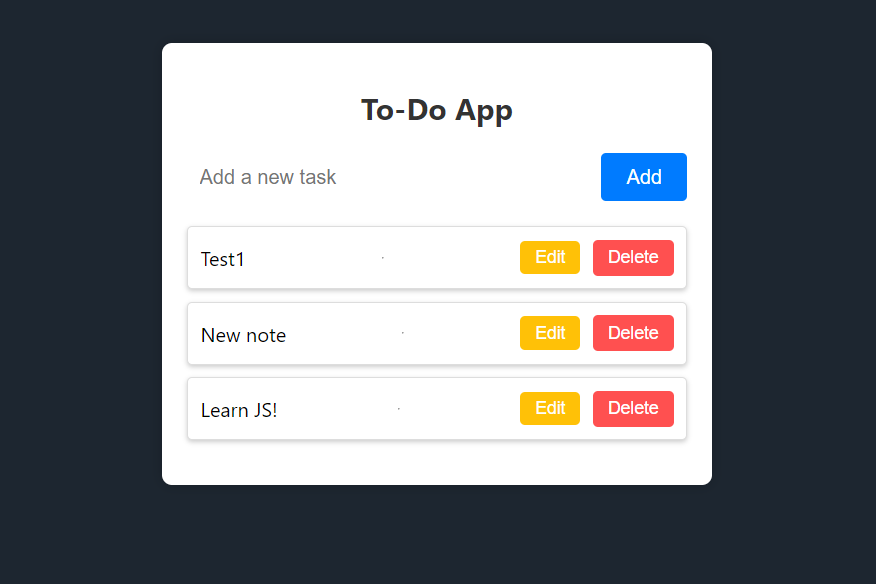 To-Do App
Add a new task Add
Test1 Edit Delete
New note Edit Delete
Learn JS! Edit Delete